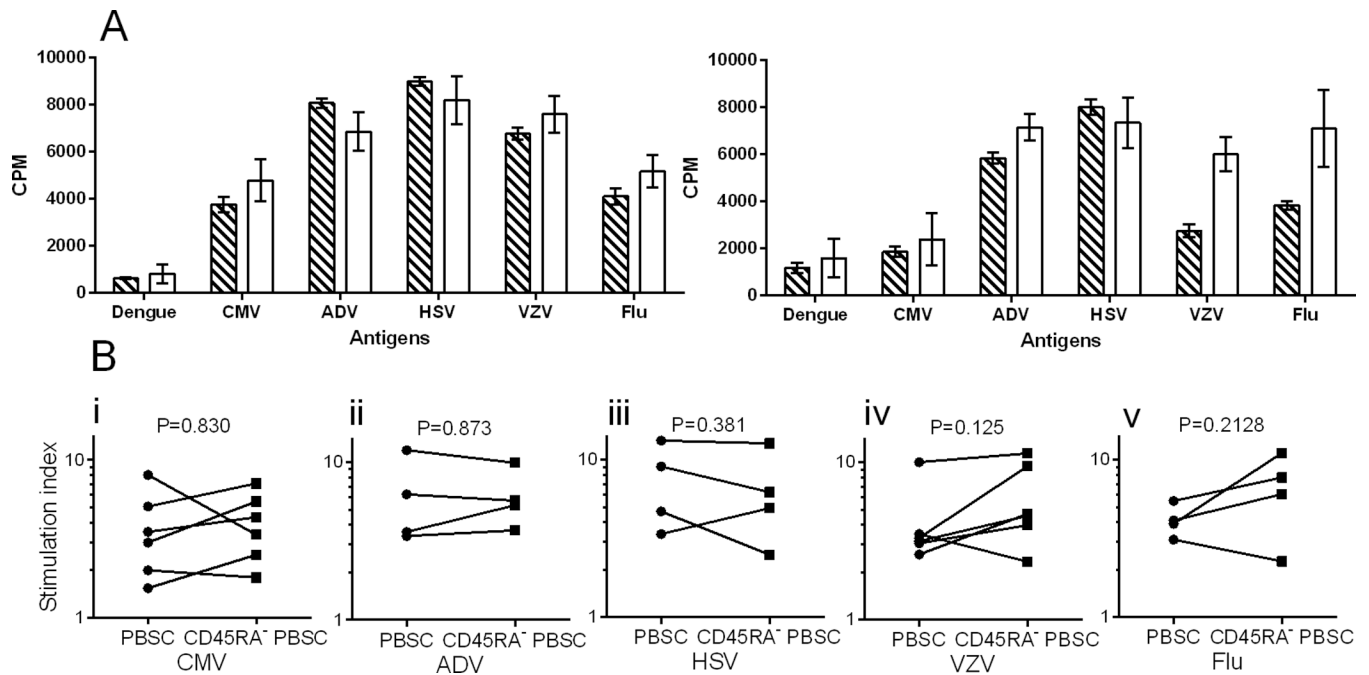 A
10000
8000
6000
4000
2000
0
CPM
Dengue CMV ADV HSV VZV Flu
Antigens
10000
8000
6000
4000
2000
0
CPM
Dengue CMV ADV HSV VZV Flu
Antigens
B
Stimulation index
i
P=0.830
10
1
PBSC CD45RA⁻ PBSC
CMV
ii
P=0.873
10
1
PBSC CD45RA⁻ PBSC
ADV
iii
P=0.381
10
1
PBSC CD45RA⁻ PBSC
HSV
iv
P=0.125
10
1
PBSC CD45RA⁻ PBSC
VZV
v
P=0.2128
10
1
PBSC CD45RA⁻ PBSC
Flu